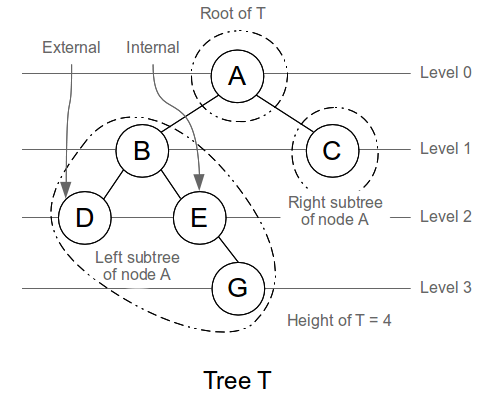 Root of T
External
Internal
A
Level 0
B
C
Level 1
Right subtree
of node A
D
E
Level 2
Left subtree
of node A
G
Level 3
Height of T = 4
Tree T